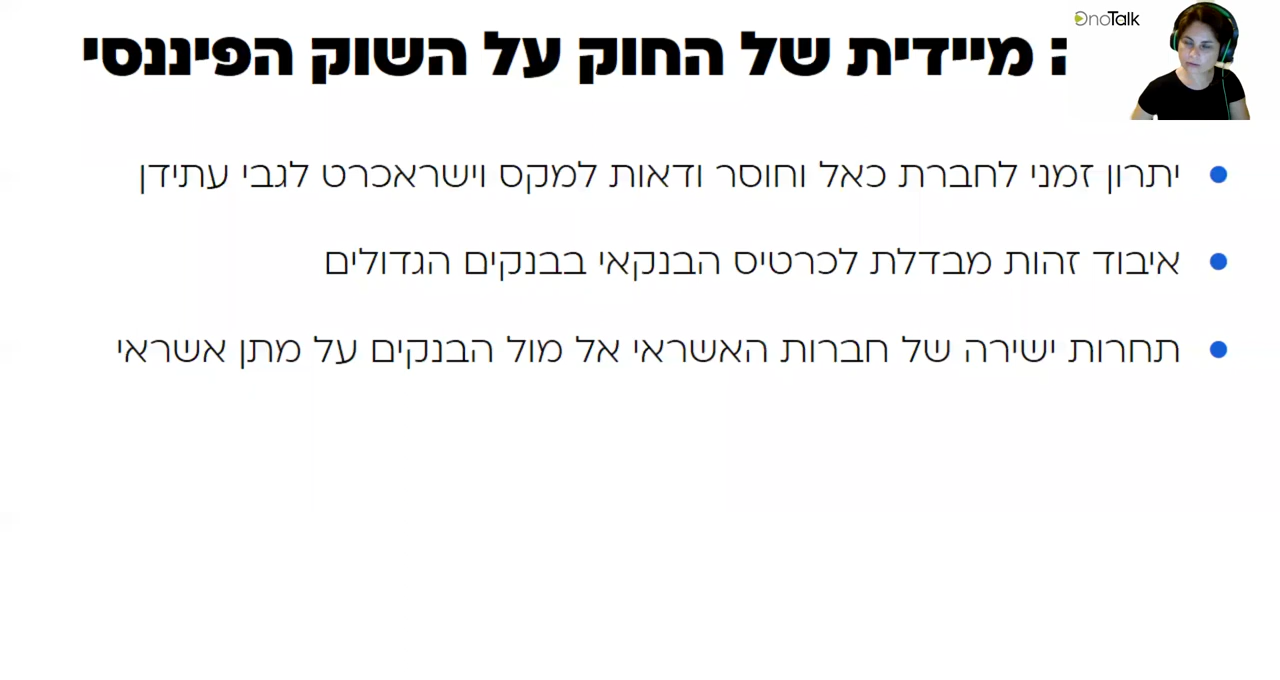 OnoTalk
: מיידית של החוק על השוק הפיננסי
יתרון זמני לחברת כאל וחוסר ודאות למקס וישראכרט לגבי עתידן
איבוד זהות מבדלת לכרטיס הבנקאי בבנקים הגדולים
תחרות ישירה של חברות האשראי אל מול הבנקים על מתן אשראי